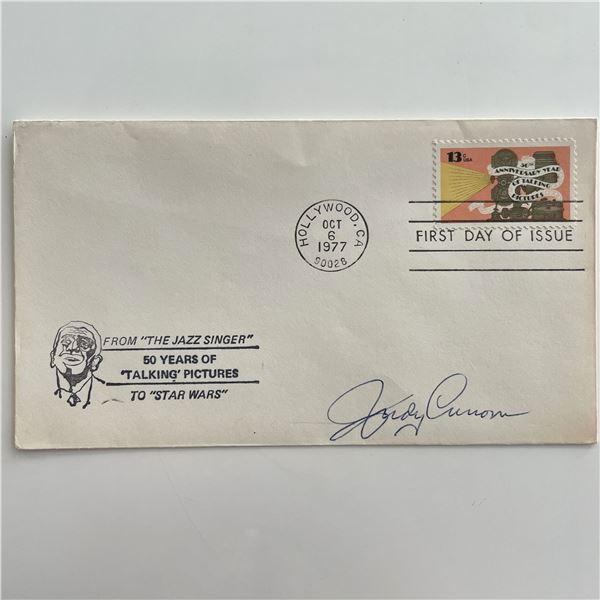 13c
USA
50TH
ANNIVERSARY YEAR
OF TALKING
PICTURES
HOLLYWOOD, CA
OCT
6
1977
90028
FIRST DAY OF ISSUE
FROM "THE JAZZ SINGER"
50 YEARS OF
'TALKING' PICTURES
TO "STAR WARS"